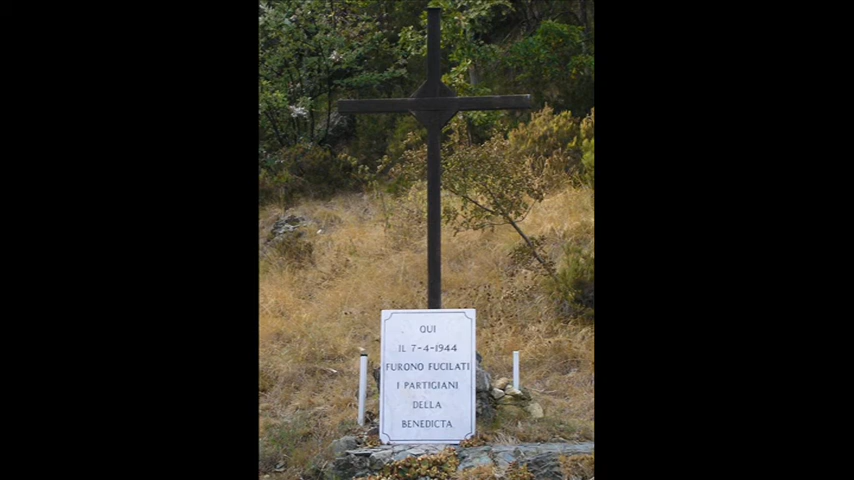 QUI
IL 7-4-1944
FURONO FUCILATI
I PARTIGIANI
DELLA
BENEDICTA